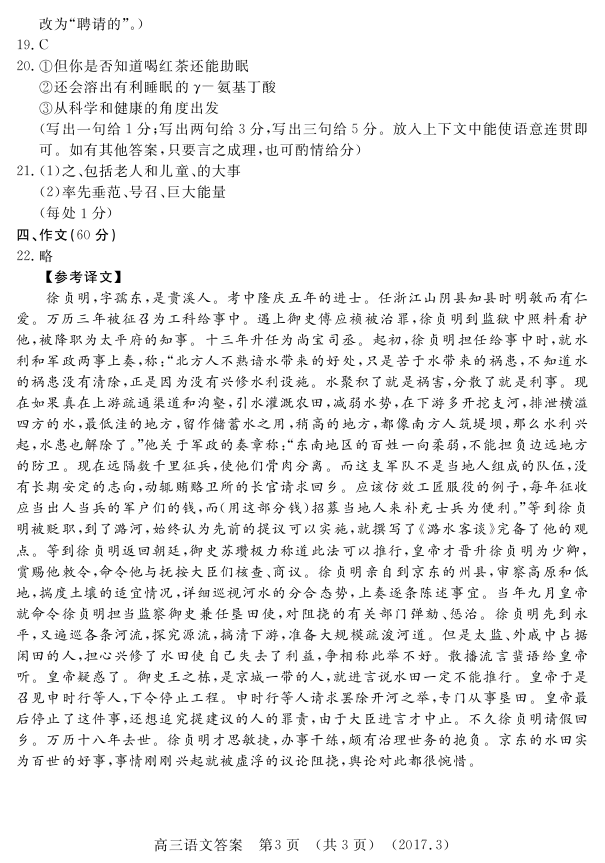 改为“聘请的”。)
19. C
20. ①但你是否知道喝红茶还能助眠
②还会溶出有利睡眠的γ—氨基丁酸
③从科学和健康的角度出发
(写出一句给1分;写出两句给3分,写出三句给5分。放入上下文中能使语意连贯即
可。如有其他答案,只要言之成理,也可酌情给分)
21. (1)之、包括老人和儿童、的大事
(2)率先垂范、号召、巨大能量
(每处1分)
四、作文(60分)
22. 略
【参考译文】
徐贞明,字孺东,是贵溪人。考中隆庆五年的进士。任浙江山阴县知县时明敏而有仁
爱。万历三年被征召为工科给事中。遇上御史傅应祯被治罪,徐贞明到监狱中照料看护
他,被降职为太平府的知事。十三年升任为尚宝司丞。起初,徐贞明担任给事中时,就水
利和军政两事上奏,称:“北方人不熟谙水带来的好处,只是苦于水带来的祸患,不知道水
的祸患没有清除,正是因为没有兴修水利设施。水聚积了就是祸害,分散了就是利事。现
在如果真在上游疏通渠道和沟壑,引水灌溉农田,减弱水势,在下游多开挖支河,排泄横溢
四方的水,最低洼的地方,留作储蓄水之用,稍高的地方,都像南方人筑堤坝,那么水利兴
起,水患也解除了。”他关于军政的奏章称:“东南地区的百姓一向柔弱,不能担负边远地方
的防卫。现在远隔数千里征兵,使他们骨肉分离。而这支军队不是当地人组成的队伍,没
有长期安定的志向,动辄贿赂卫所的长官请求回乡。应该仿效工匠服役的例子,每年征收
应当出人当兵的军户们的钱,而(用这部分钱)招募当地人来补充士兵为便利。”等到徐贞
明被贬职,到了潞河,始终认为先前的提议可以实施,就撰写了《潞水客谈》完备了他的观
点。等到徐贞明返回朝廷,御史苏瓒极力称道此法可以推行,皇帝才晋升徐贞明为少卿,
赏赐他敕令,命令他与抚按大臣们核查、商议。徐贞明亲自到京东的州县,审察高原和低
地,揣度土壤的适宜情况,详细巡视河水的分合态势,上奏逐条陈述事宜。当年九月皇帝
就命令徐贞明担当监察御史兼任垦田使,对阻挠的有关部门弹劾、惩治。徐贞明先到永
平,又遍巡各条河流,探究源流,搞清下游,准备大规模疏浚河道。但是太监、外戚中占据
闲田的人,担心兴修了水田使自己失去了利益,争相称此举不好。散播流言蜚语给皇帝
听。皇帝疑惑了。御史王之栋,是京城一带的人,就进言说水田一定不能推行。皇帝于是
召见申时行等人,下令停止工程。申时行等人请求罢除开河之举,专门从事垦田。皇帝最
后停止了这件事,还想追究提建议的人的罪责,由于大臣进言才中止。不久徐贞明请假回
乡。万历十八年去世。徐贞明才思敏捷,办事干练,颇有治理世务的抱负。京东的水田实
为百世的好事,事情刚刚兴起就被虚浮的议论阻挠,舆论对此都很惋惜。
高三语文答案 第3页 (共3页) (2017.3)